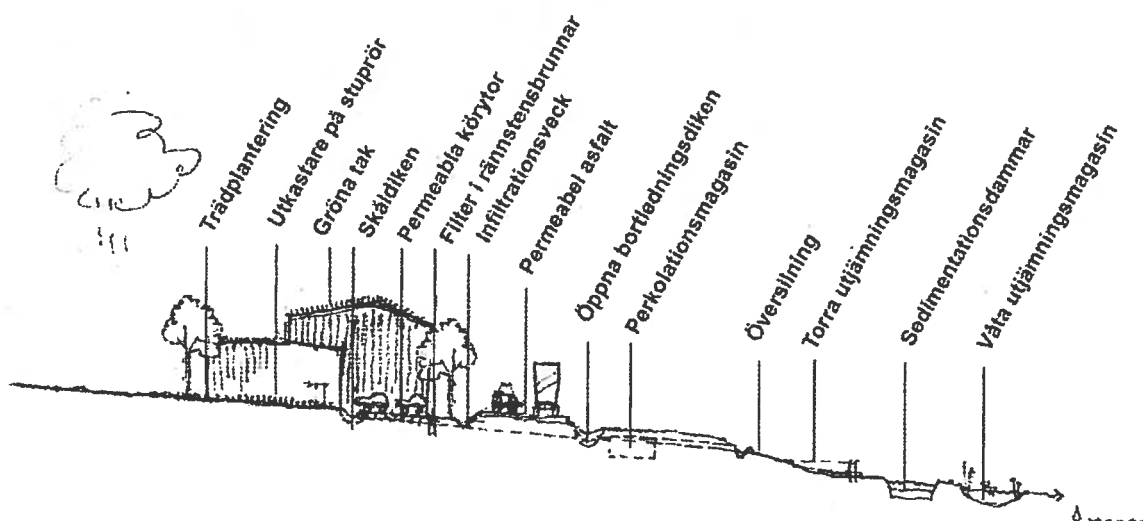 Trädplantering
Utkastare på stuprör
Gröna tak
Skåldiken
Permeabla körytor
Filter i rännstensbrunnar
Infiltrationsveck
Permeabel asfalt
Öppna bortledningsdiken
Perkolationsmagasin
Översilning
Torra utjämningsmagasin
Sedimentationsdammar
Våta utjämningsmagasin